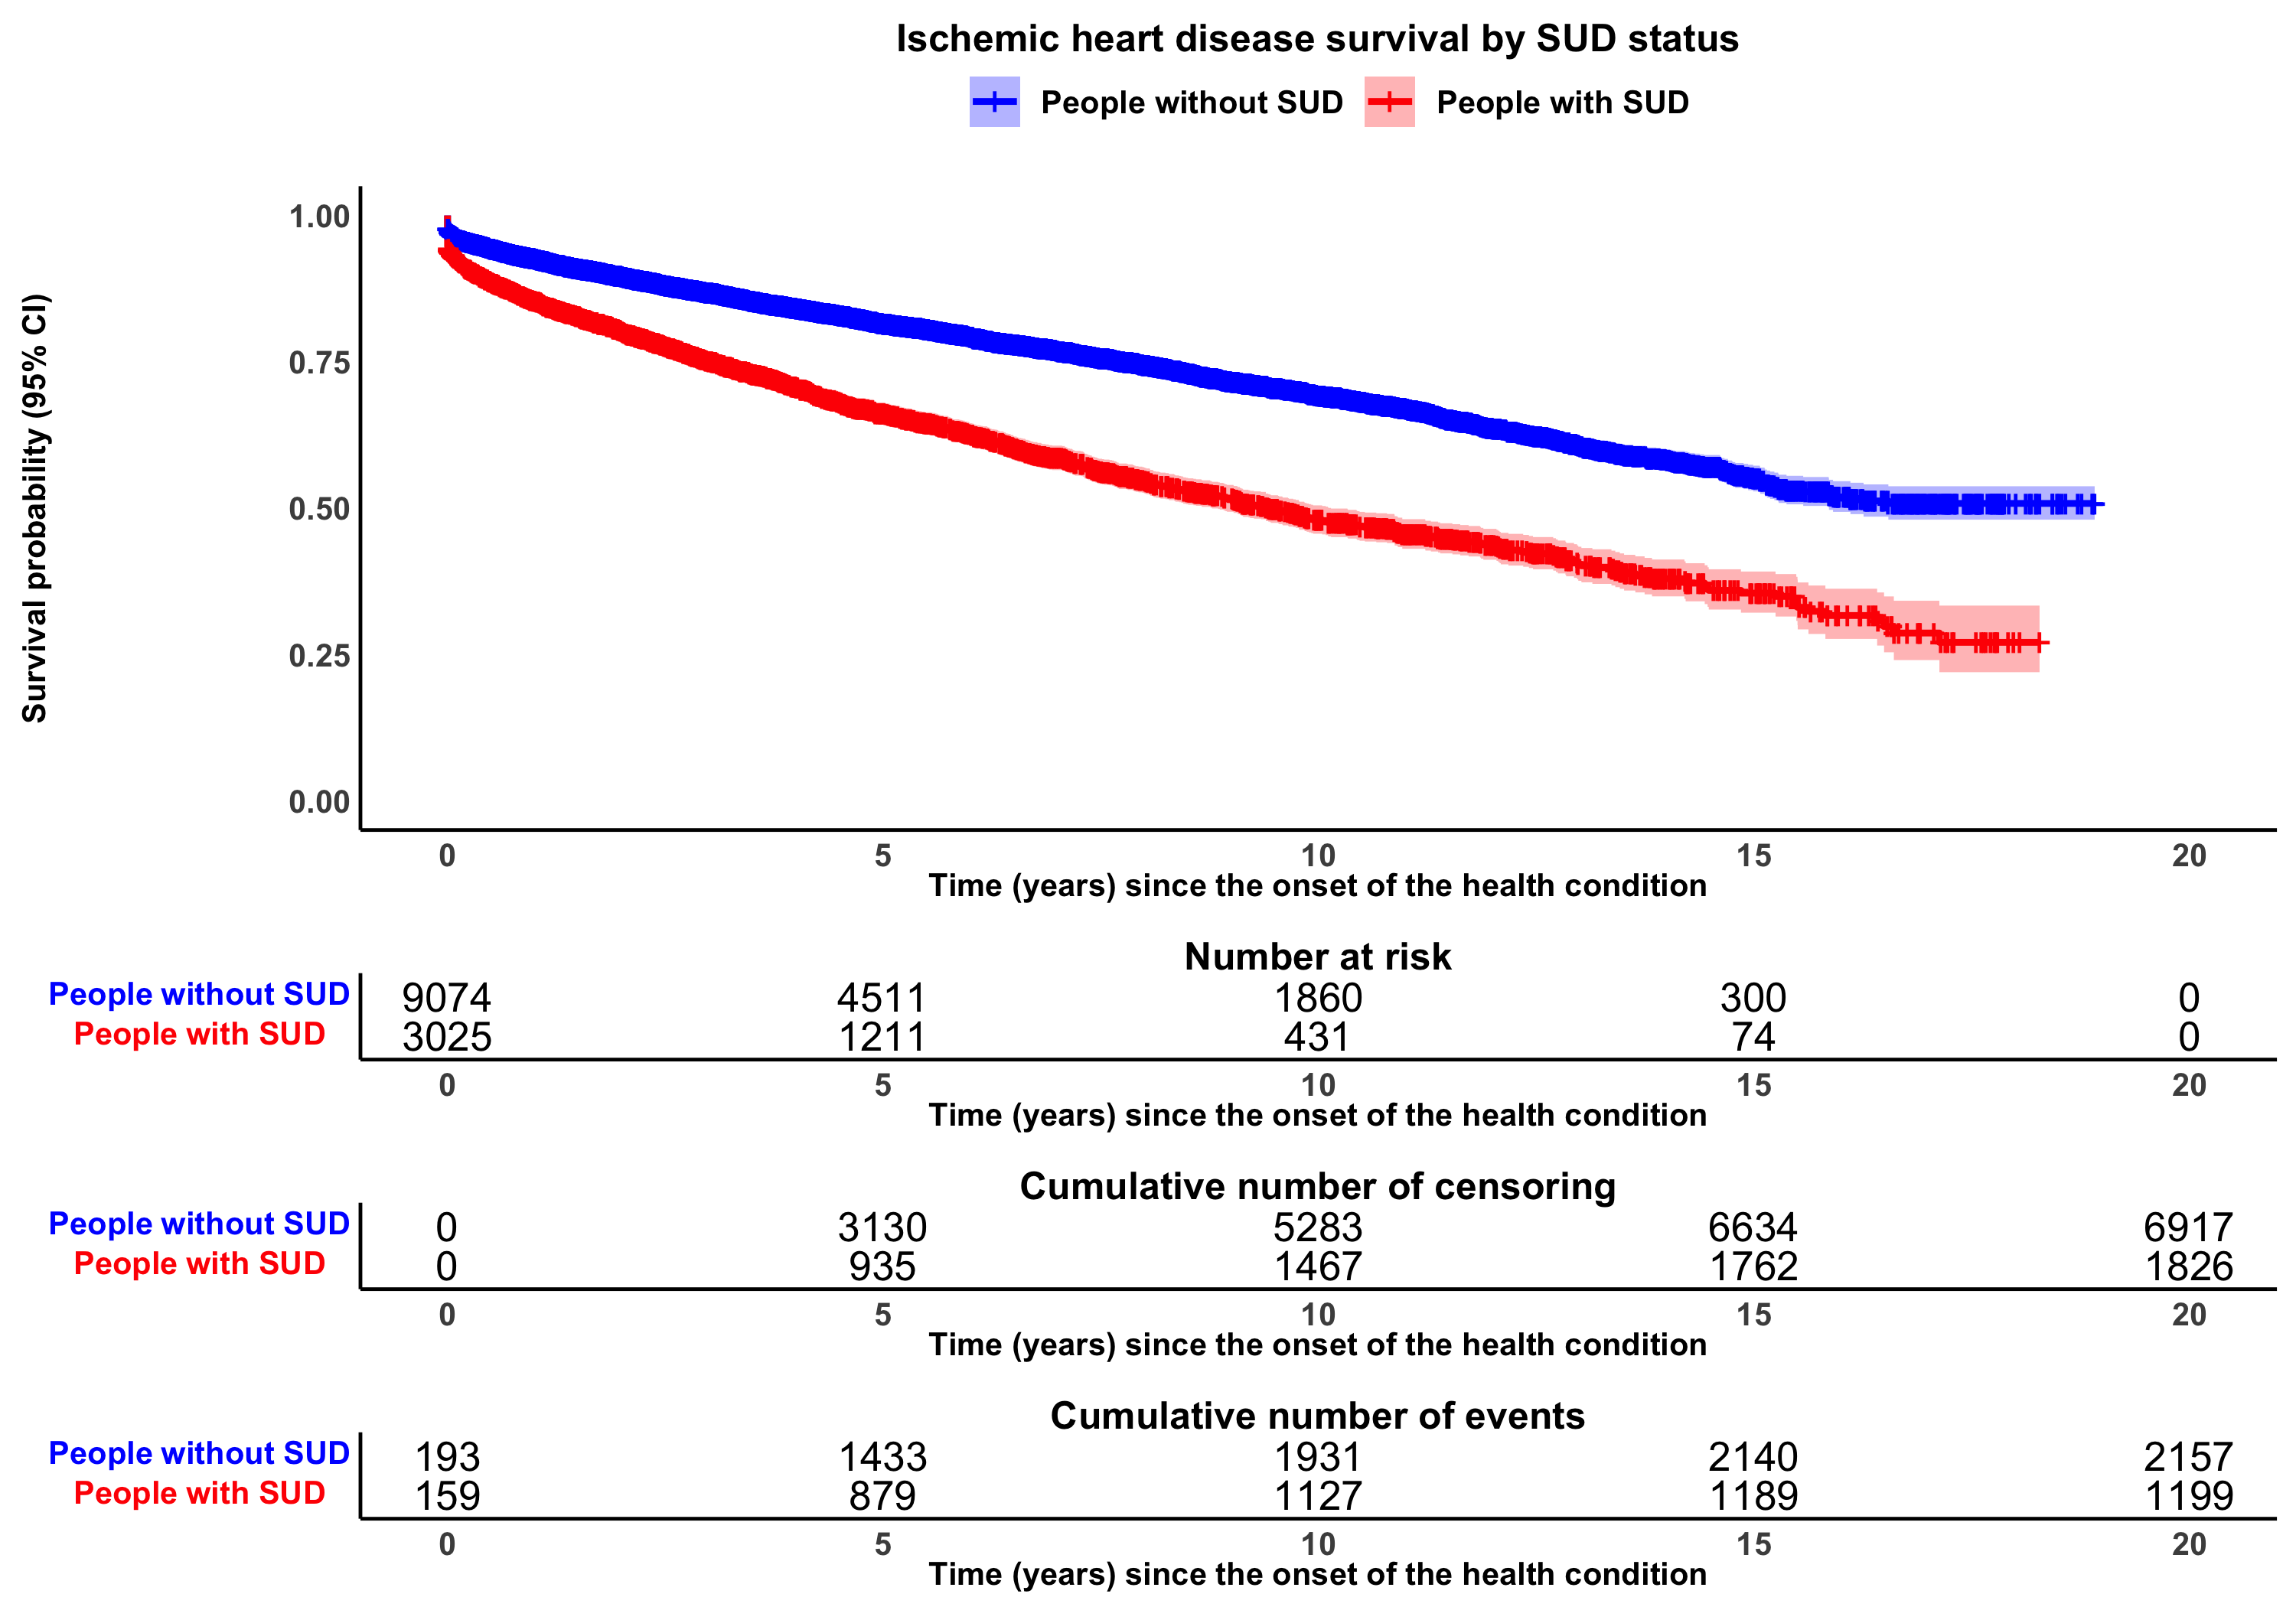 Ischemic heart disease survival by SUD status
People without SUD People with SUD
Survival probability (95% CI)
1.00
0.75
0.50
0.25
0.00
0 5 10 15 20
Time (years) since the onset of the health condition
Number at risk
People without SUD 9074 4511 1860 300 0
People with SUD 3025 1211 431 74 0
0 5 10 15 20
Time (years) since the onset of the health condition
Cumulative number of censoring
People without SUD 0 3130 5283 6634 6917
People with SUD 0 935 1467 1762 1826
0 5 10 15 20
Time (years) since the onset of the health condition
Cumulative number of events
People without SUD 193 1433 1931 2140 2157
People with SUD 159 879 1127 1189 1199
0 5 10 15 20
Time (years) since the onset of the health condition